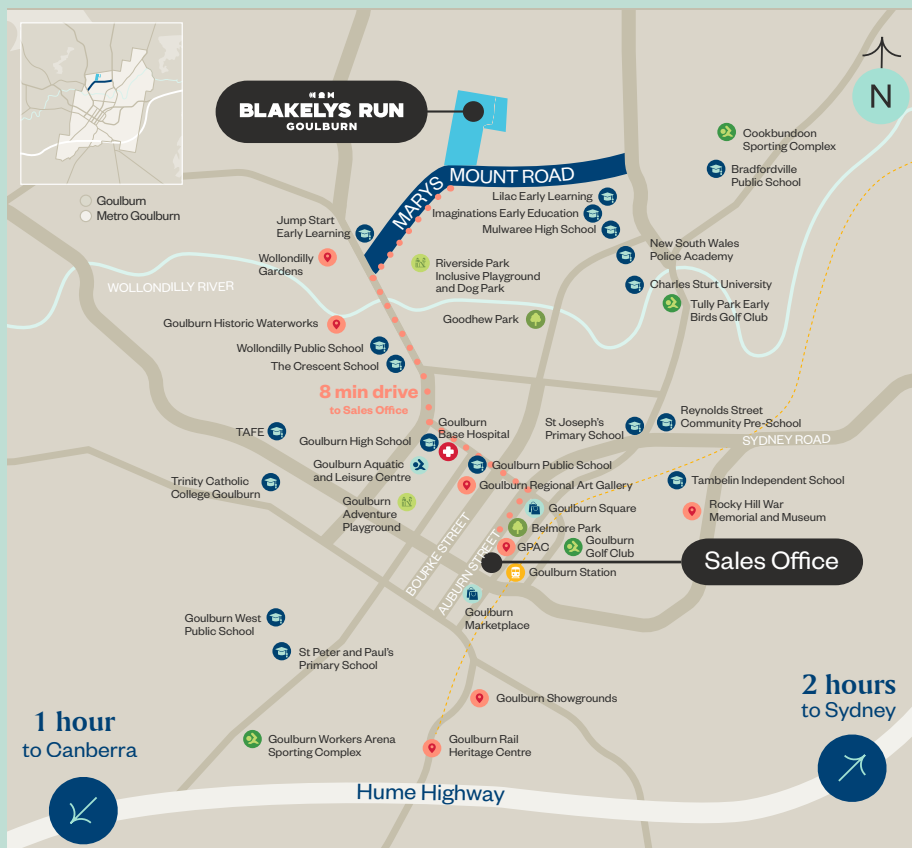 BLAKELYS RUN
GOULBURN
N
Cookbundoon
Sporting Complex
Bradfordville
Public School
MARYS MOUNT ROAD
Goulburn
Metro Goulburn
Lilac Early Learning
Imaginations Early Education
Mulwaree High School
Jump Start
Early Learning
Wollondilly
Gardens
Riverside Park
Inclusive Playground
and Dog Park
New South Wales
Police Academy
Charles Sturt University
WOLLONDILLY RIVER
Tully Park Early
Birds Golf Club
Goulburn Historic Waterworks
Goodhew Park
Wollondilly Public School
The Crescent School
8 min drive
to Sales Office
TAFE
Goulburn High School
Goulburn
Base Hospital
St Joseph's
Primary School
Reynolds Street
Community Pre-School
SYDNEY ROAD
Goulburn Aquatic
and Leisure Centre
Goulburn Public School
Trinity Catholic
College Goulburn
Goulburn Regional Art Gallery
Tambelin Independent School
Goulburn
Adventure
Playground
Goulburn Square
Rocky Hill War
Memorial and Museum
Belmore Park
BOURKE STREET
AUBURN STREET
GPAC
Goulburn
Golf Club
Sales Office
Goulburn Station
Goulburn
Marketplace
Goulburn West
Public School
St Peter and Paul's
Primary School
Goulburn Showgrounds
2 hours
to Sydney
1 hour
to Canberra
Goulburn Workers Arena
Sporting Complex
Goulburn Rail
Heritage Centre
Hume Highway